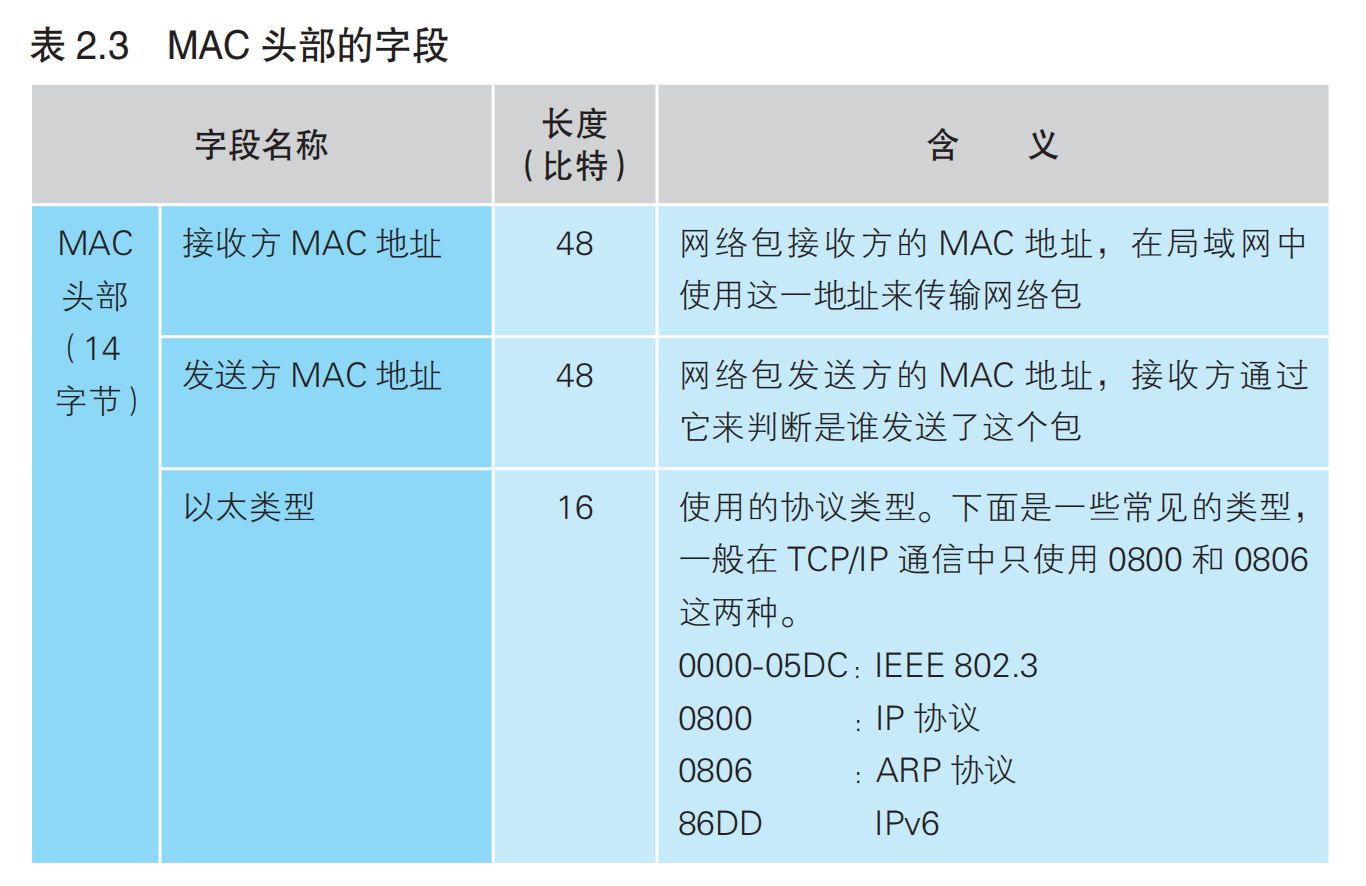 表 2.3 MAC 头部的字段
字段名称
长度
（比特）
含 义
MAC
头部
（14
字节）
接收方 MAC 地址
48
网络包接收方的 MAC 地址，在局域网中
使用这一地址来传输网络包
发送方 MAC 地址
48
网络包发送方的 MAC 地址，接收方通过
它来判断是谁发送了这个包
以太类型
16
使用的协议类型。下面是一些常见的类型，
一般在 TCP/IP 通信中只使用 0800 和 0806
这两种。
0000-05DC：IEEE 802.3
0800 ：IP 协议
0806 ：ARP 协议
86DD IPv6